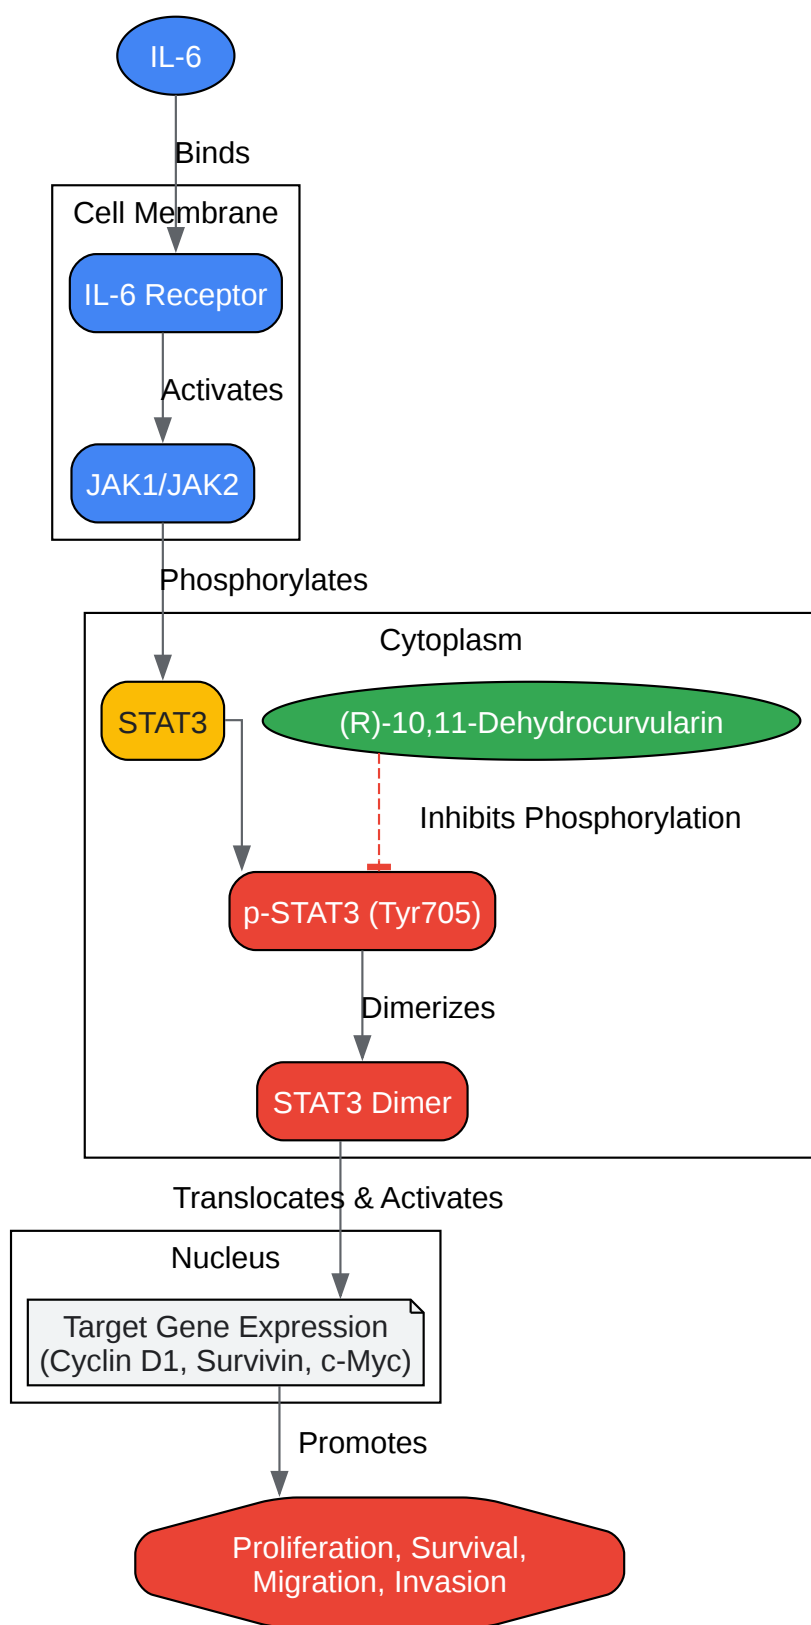 IL-6
Binds
Cell Membrane
IL-6 Receptor
Activates
JAK1/JAK2
Phosphorylates
Cytoplasm
STAT3
(R)-10,11-Dehydrocurvularin
Inhibits Phosphorylation
p-STAT3 (Tyr705)
Dimerizes
STAT3 Dimer
Translocates & Activates
Nucleus
Target Gene Expression
(Cyclin D1, Survivin, c-Myc)
Promotes
Proliferation, Survival,
Migration, Invasion